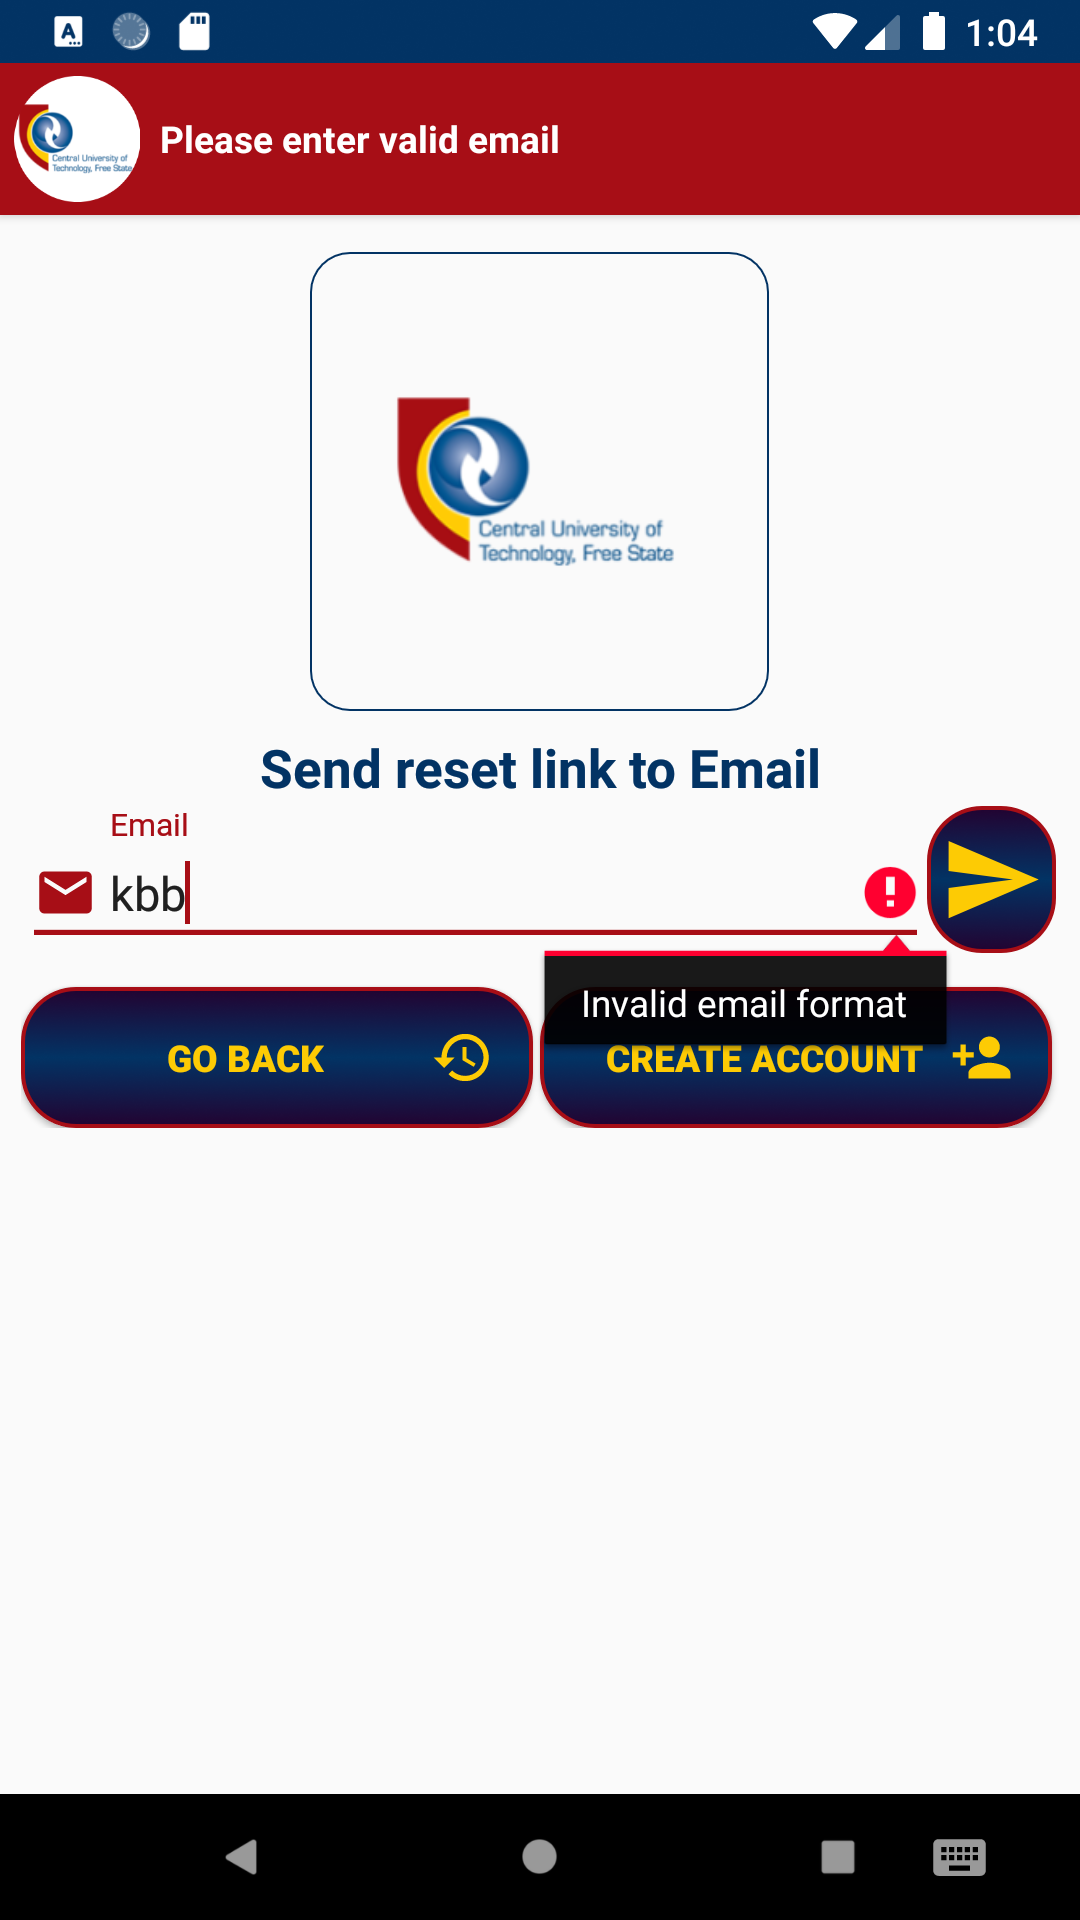 A
1:04
Central University of
Technology, Free State
Please enter valid email
Central University of
Technology, Free State
Send reset link to Email
Email
kbb
Invalid email format
GO BACK
CREATE ACCOUNT